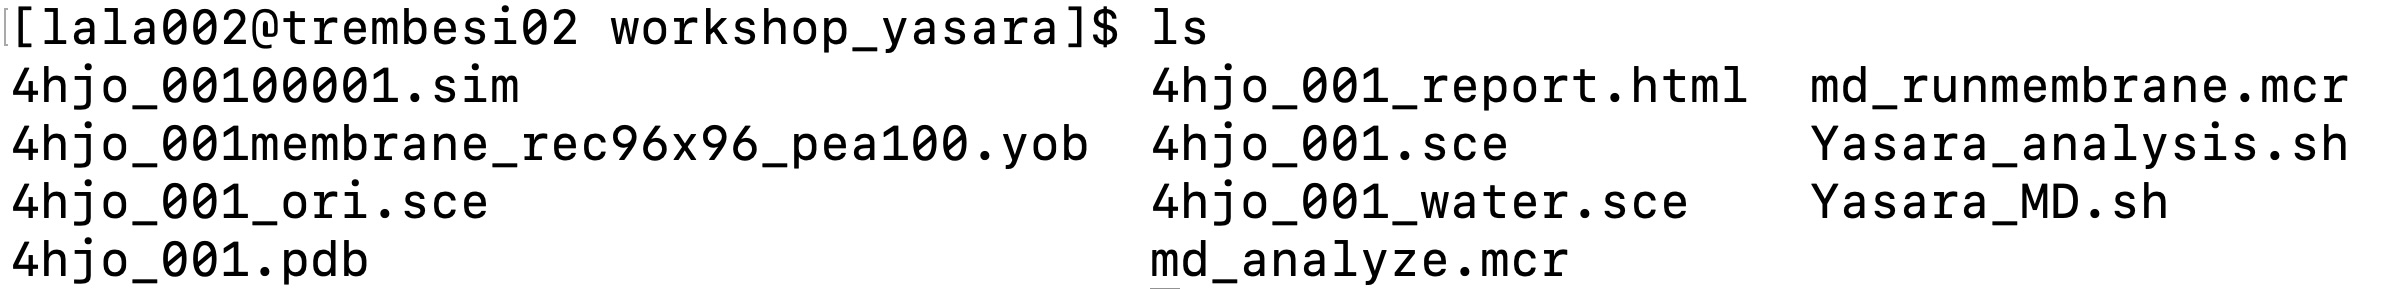 [lala002@trembesi02 workshop_yasara]$ ls
4hjo_00100001.sim 4hjo_001_report.html md_runmembrane.mcr
4hjo_001membrane_rec96x96_pea100.yob 4hjo_001.sce Yasara_analysis.sh
4hjo_001_ori.sce 4hjo_001_water.sce Yasara_MD.sh
4hjo_001.pdb md_analyze.mcr